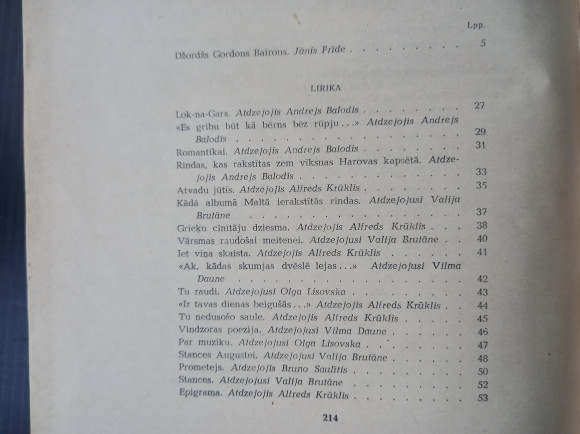 Lpp.
Džordžs Gordons Bairons. Jānis Frīde . . . . . . . . . 5
LIRIKA
Lok-na-Gars. Atdzejojis Andrejs Balodis . . . . . . . . 27
«Es gribu būt kā bērns bez rūpju...» Atdzejojis Andrejs
Balodis . . . . . . . . . . . . . . . 29
Romantikai. Atdzejojis Andrejs Balodis . . . . . . . . 31
Rindas, kas rakstītas zem vīksnas Harovas kapsētā. Atdze-
jojis Andrejs Balodis . . . . . . . . . . . 33
Atvadu jūtis. Atdzejojis Alfreds Krūklis . . . . . . . . 35
Kādā albumā Maltā ierakstītās rindas. Atdzejojusi Valija
Brutāne . . . . . . . . . . . . . . 37
Grieķu cīnītāju dziesma. Atdzejojis Alfreds Krūklis . . . . 38
Vārsmas raudošai meitenei. Atdzejojusi Valija Brutāne . . . 40
Iet viņa skaista. Atdzejojis Alfreds Krūklis . . . . . . . 41
«Ak, kādas skumjas dvēslē lejas...» Atdzejojusi Vilma
Daune . . . . . . . . . . . . . . . 42
Tu raudi. Atdzejojusi Olga Lisovska . . . . . . . . . 43
«Ir tavas dienas beigušās...» Atdzejojis Alfreds Krūklis . . . 44
Tu nedusošo saule. Atdzejojis Alfreds Krūklis . . . . . . 45
Vindzoras poezija. Atdzejojusi Vilma Daune . . . . . . 46
Par mūziku. Atdzejojusi Olga Lisovska . . . . . . . . 47
Stances Augustei. Atdzejojusi Valija Brutāne . . . . . . 48
Prometejs. Atdzejojis Bruno Saulītis . . . . . . . . . 50
Stances. Atdzejojusi Valija Brutāne . . . . . . . . . 52
Epigrama. Atdzejojis Alfreds Krūklis . . . . . . . . . 53
214